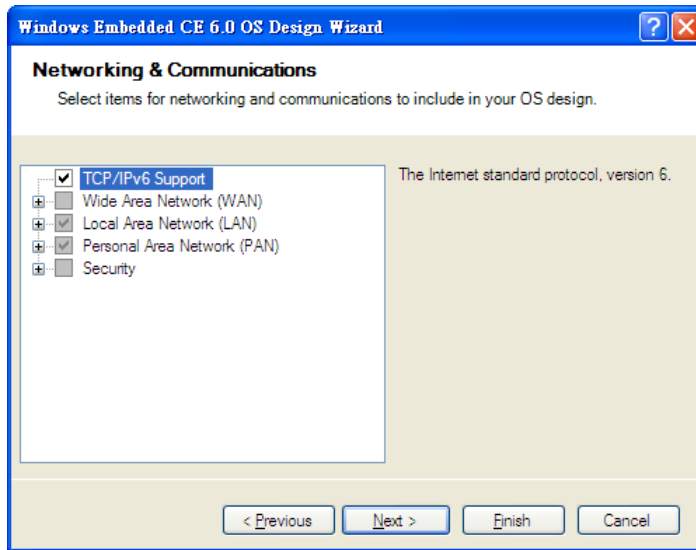 Windows Embedded CE 6.0 OS Design Wizard
Networking & Communications
Select items for networking and communications to include in your OS design.
TCP/IPv6 Support
Wide Area Network (WAN)
Local Area Network (LAN)
Personal Area Network (PAN)
Security
The Internet standard protocol, version 6.
< Previous
Next >
Finish
Cancel